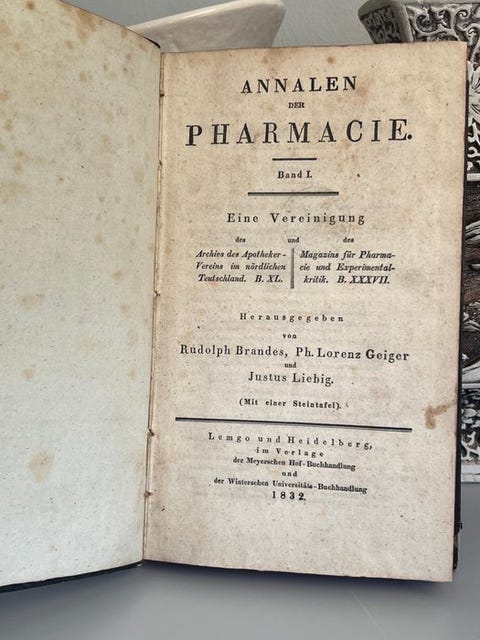 ANNALEN
DER
PHARMACIE.
Band I.
Eine Vereinigung
des und des
Archivs des Apotheker-
Vereins im nördlichen
Teutschland. B. XL.
Magazins für Pharma-
cie und Experimental-
kritik. B. XXXVII.
Herausgegeben
von
Rudolph Brandes, Ph. Lorenz Geiger
und
Justus Liebig.
(Mit einer Steintafel).
Lemgo und Heidelberg,
im Verlage
der Meyerschen Hof-Buchhandlung
und
der Winterschen Universitäts-Buchhandlung
1832.